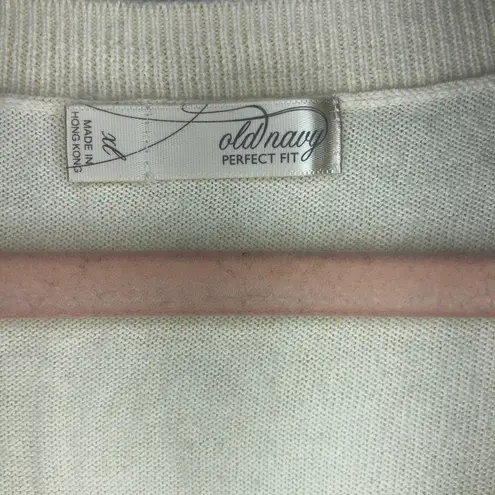 MADE IN
HONG KONG
xl
old navy
PERFECT FIT